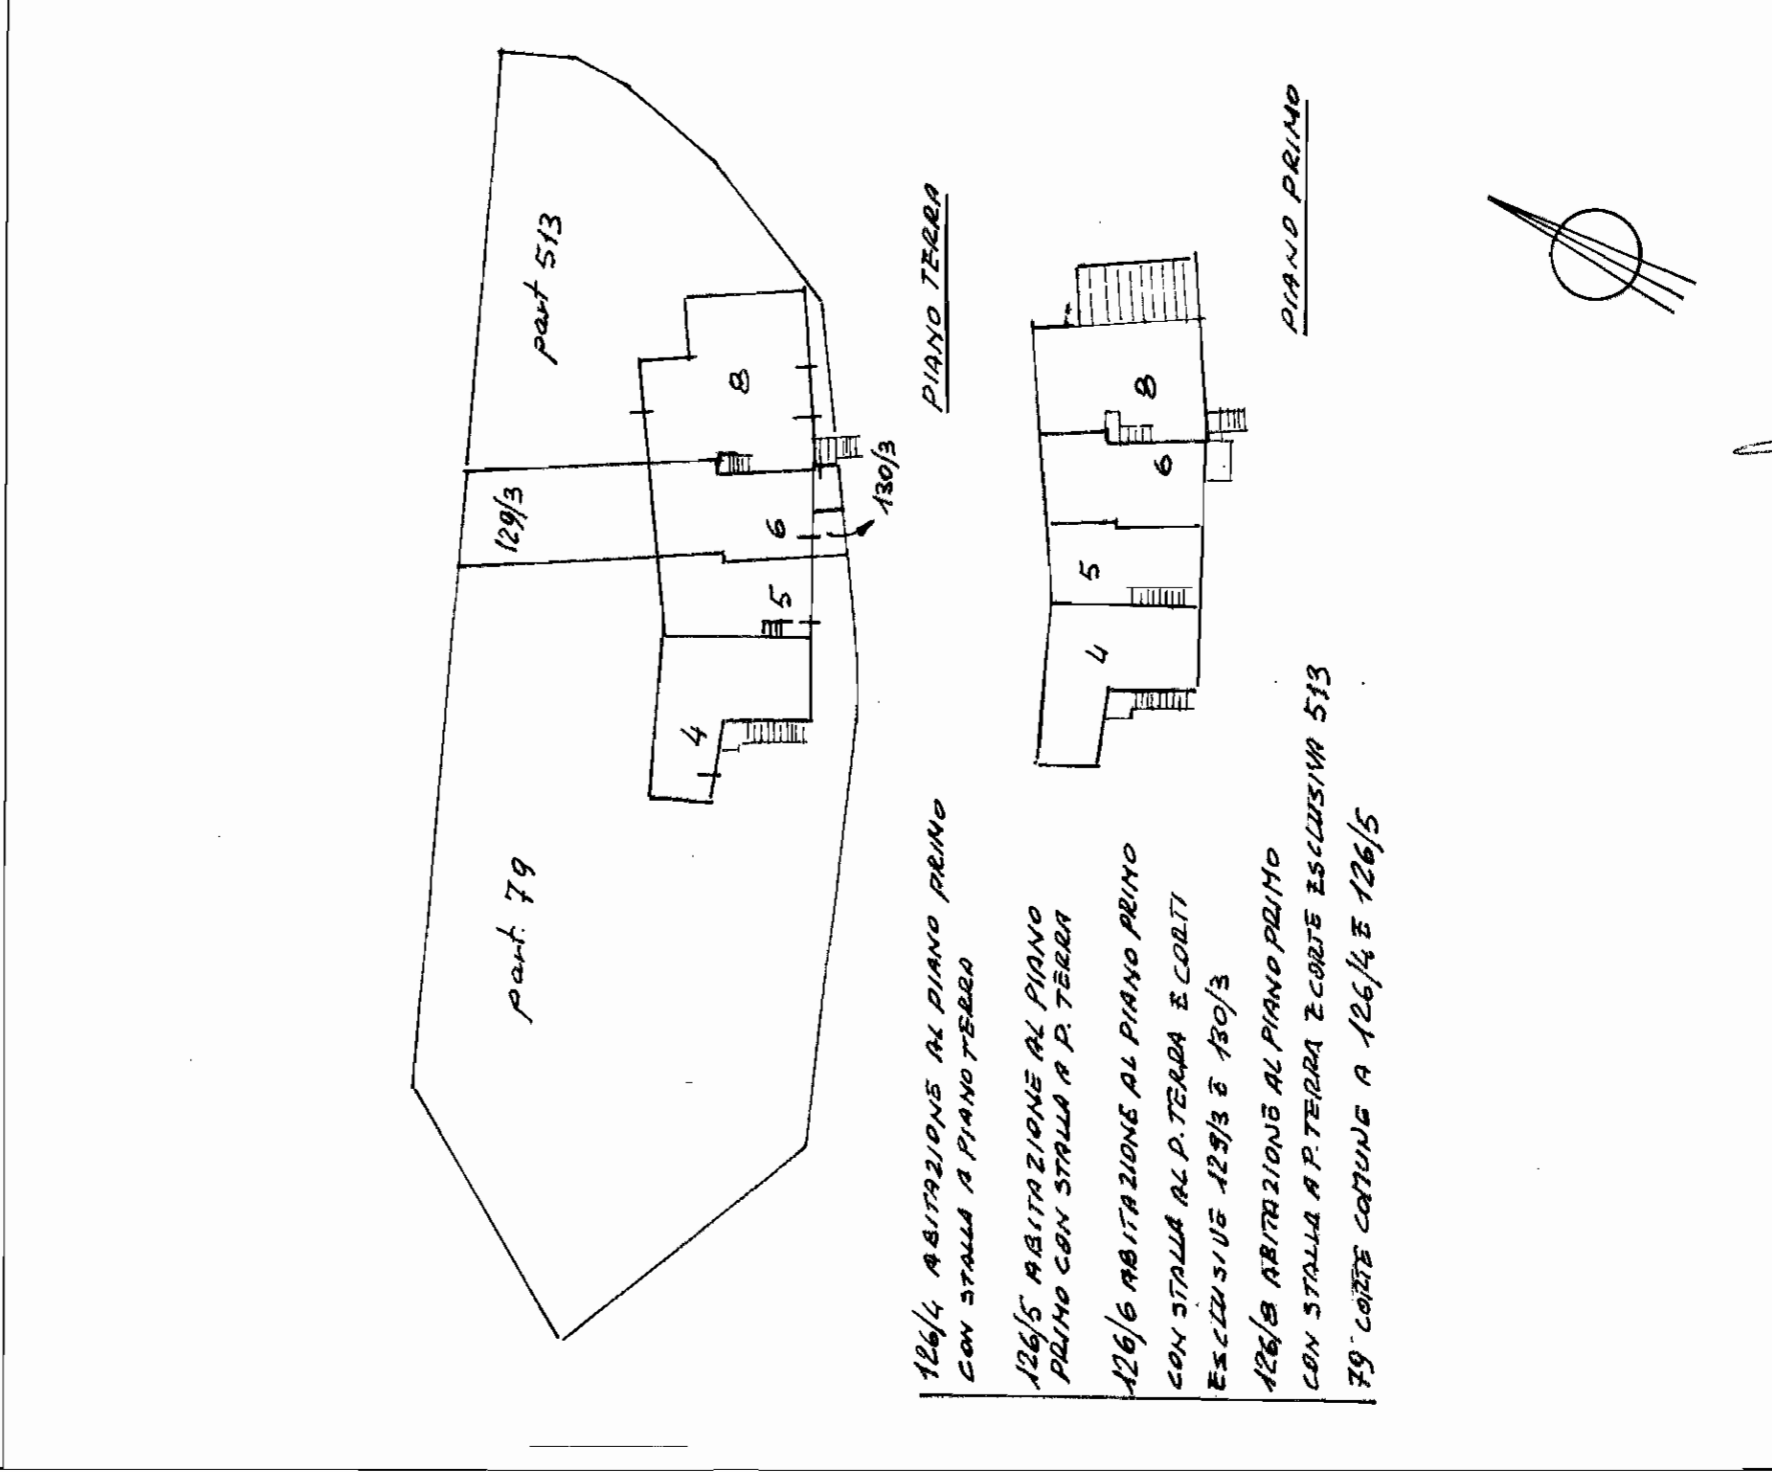 part 513
129/3
8
6
130/3
5
4
part. 79
PIANO TERRA
8
6
5
4
PIANO PRIMO
126/4 ABITAZIONE AL PIANO PRIMO
CON STALLA A PIANO TERRA
126/5 ABITAZIONE AL PIANO
PRIMO CON STALLA A P. TERRA
126/6 ABITAZIONE AL PIANO PRIMO
CON STALLA AL P. TERRA E CORTI
ESCLUSIVE 129/3 E 130/3
126/8 ABITAZIONE AL PIANO PRIMO
CON STALLA A P. TERRA E CORTE ESCLUSIVA 513
79 CORTE COMUNE A 126/4 E 126/5